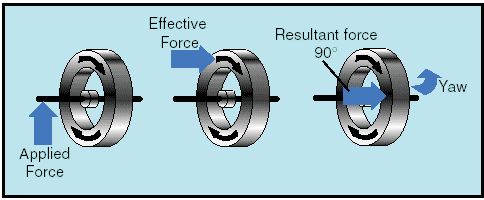 Effective
Force
Resultant force
90°
Yaw
Applied
Force